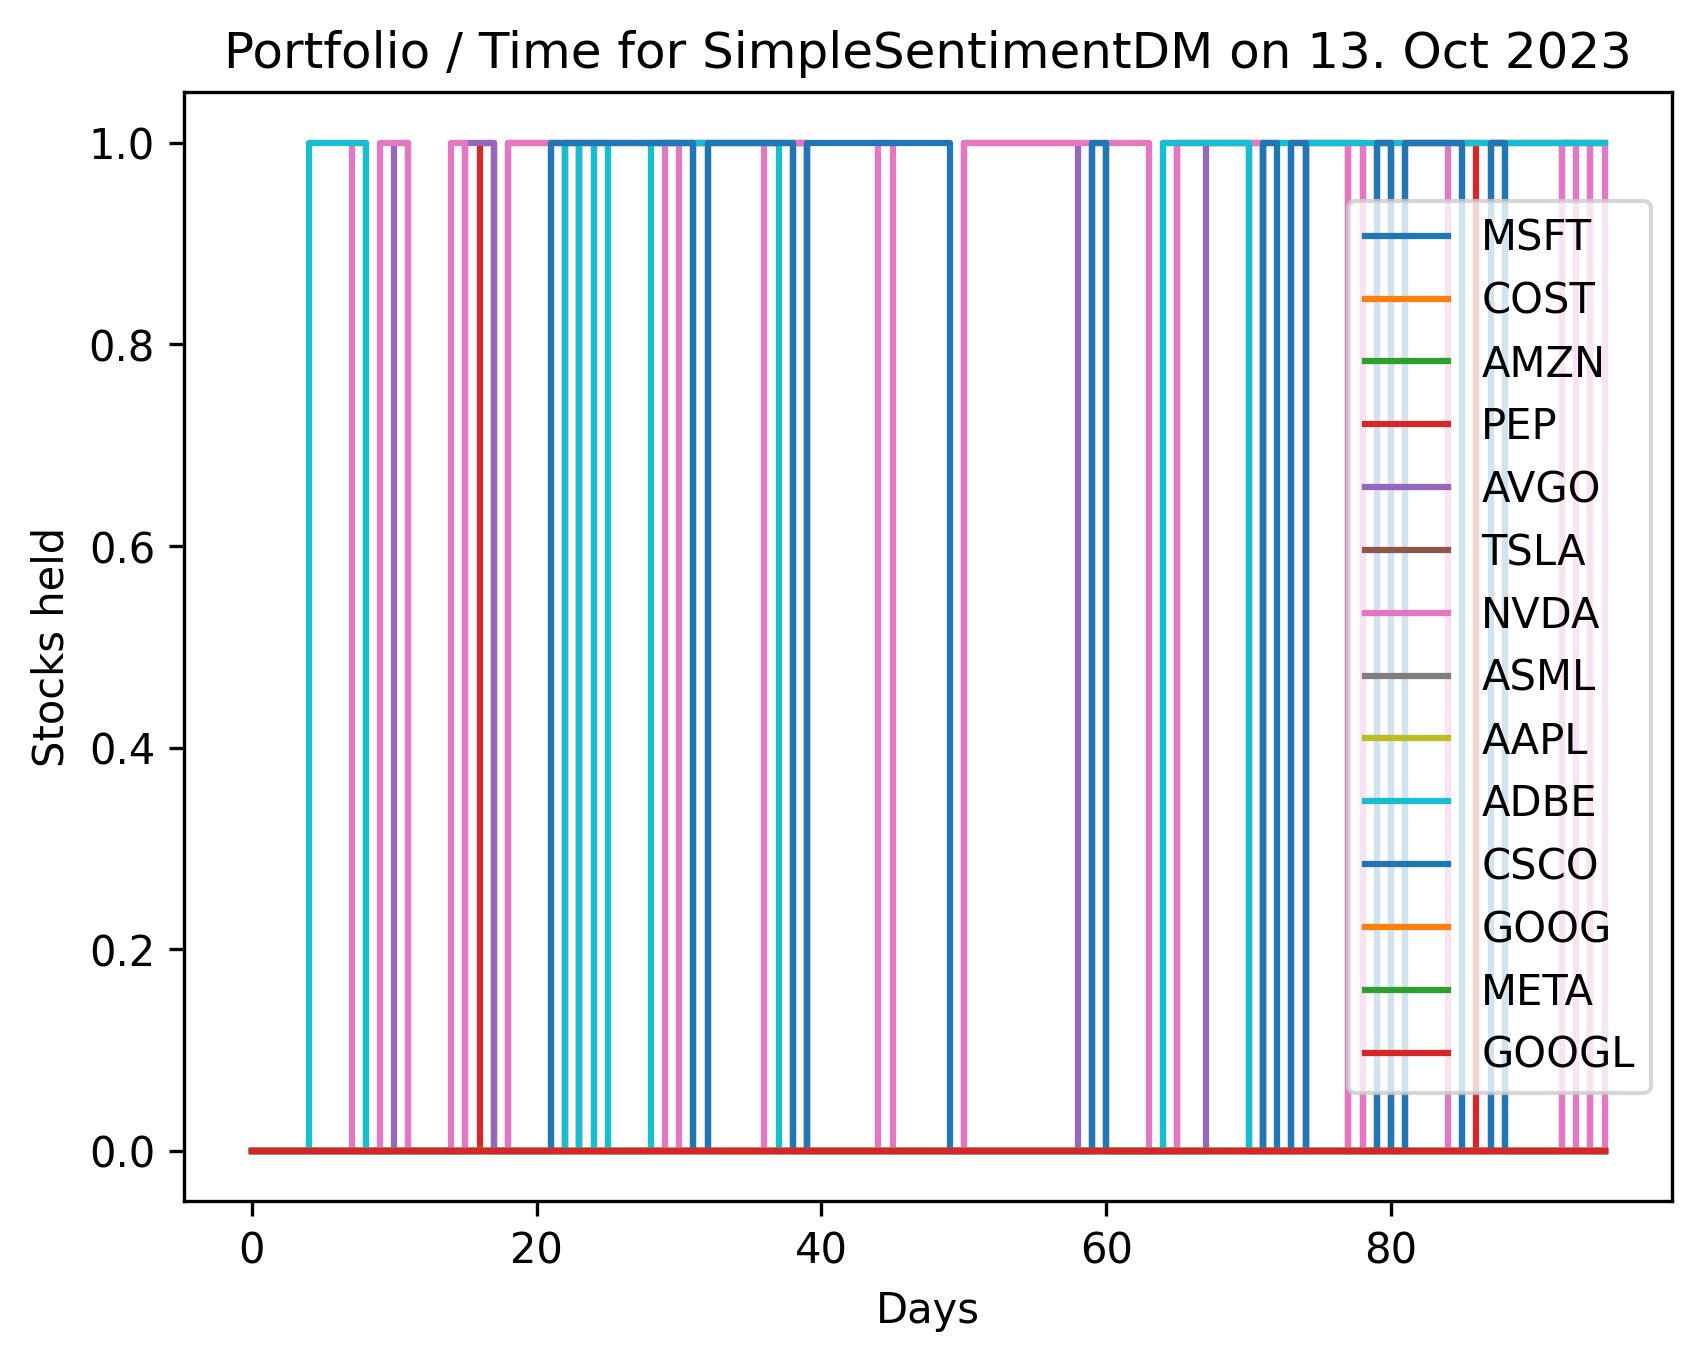 Portfolio / Time for SimpleSentimentDM on 13. Oct 2023
1.0
0.8
0.6
0.4
0.2
0.0
Stocks held
MSFT
COST
AMZN
PEP
AVGO
TSLA
NVDA
ASML
AAPL
ADBE
CSCO
GOOG
META
GOOGL
0 20 40 60 80
Days